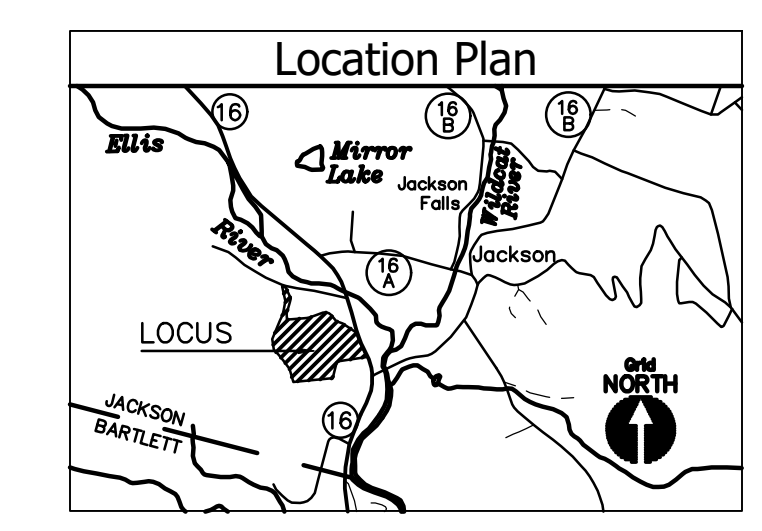 Location Plan
16
16
B
16
B
Ellis
Mirror
Lake
Jackson
Falls
Wildcat
River
River
Jackson
16
A
LOCUS
Grid
NORTH
JACKSON
BARTLETT
16